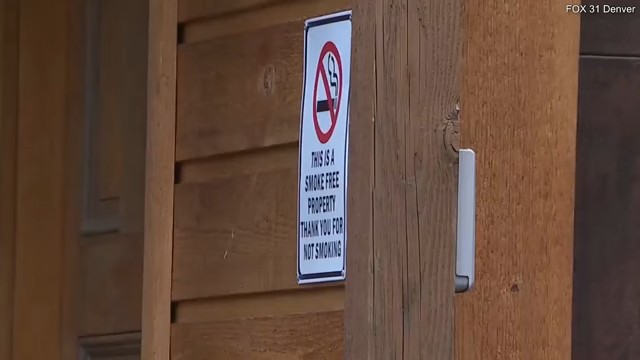 FOX 31 Denver
THIS IS A
SMOKE FREE
PROPERTY
THANK YOU FOR
NOT SMOKING